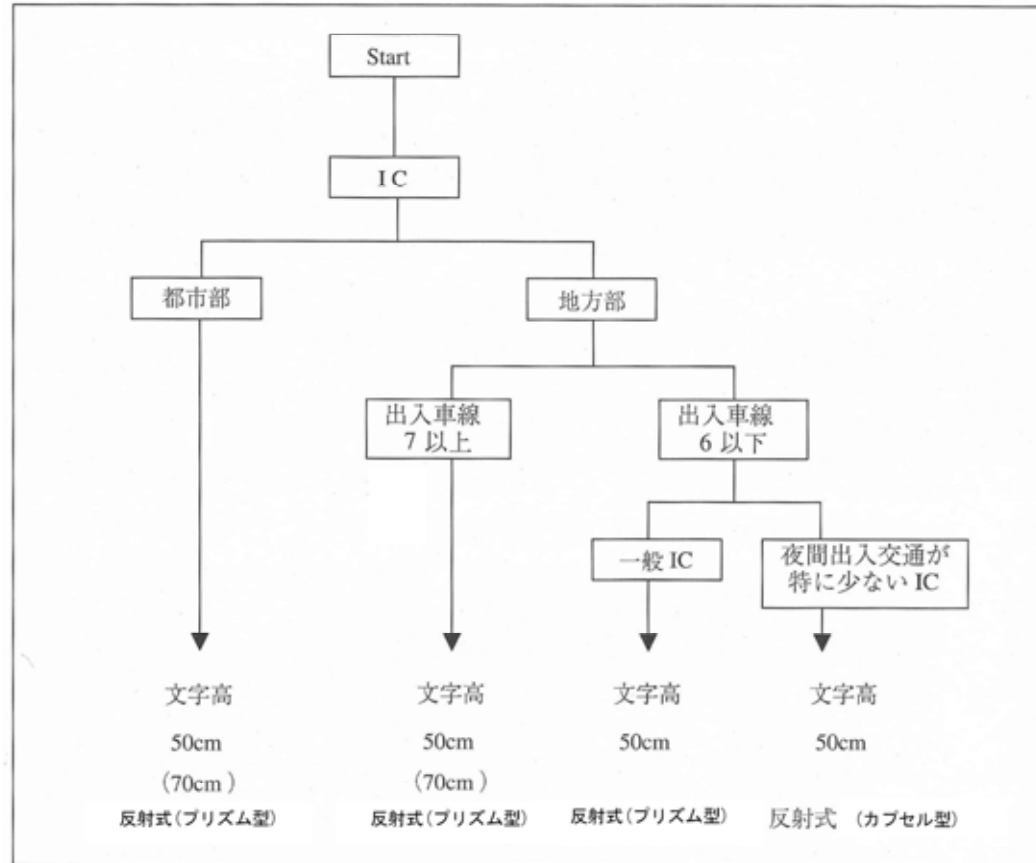 Start
IC
都市部
地方部
出入車線
7 以上
出入車線
6 以下
一般 IC
夜間出入交通が
特に少ない IC
文字高
50cm
(70cm)
反射式(プリズム型)
文字高
50cm
(70cm)
反射式(プリズム型)
文字高
50cm
反射式(プリズム型)
文字高
50cm
反射式 (カプセル型)